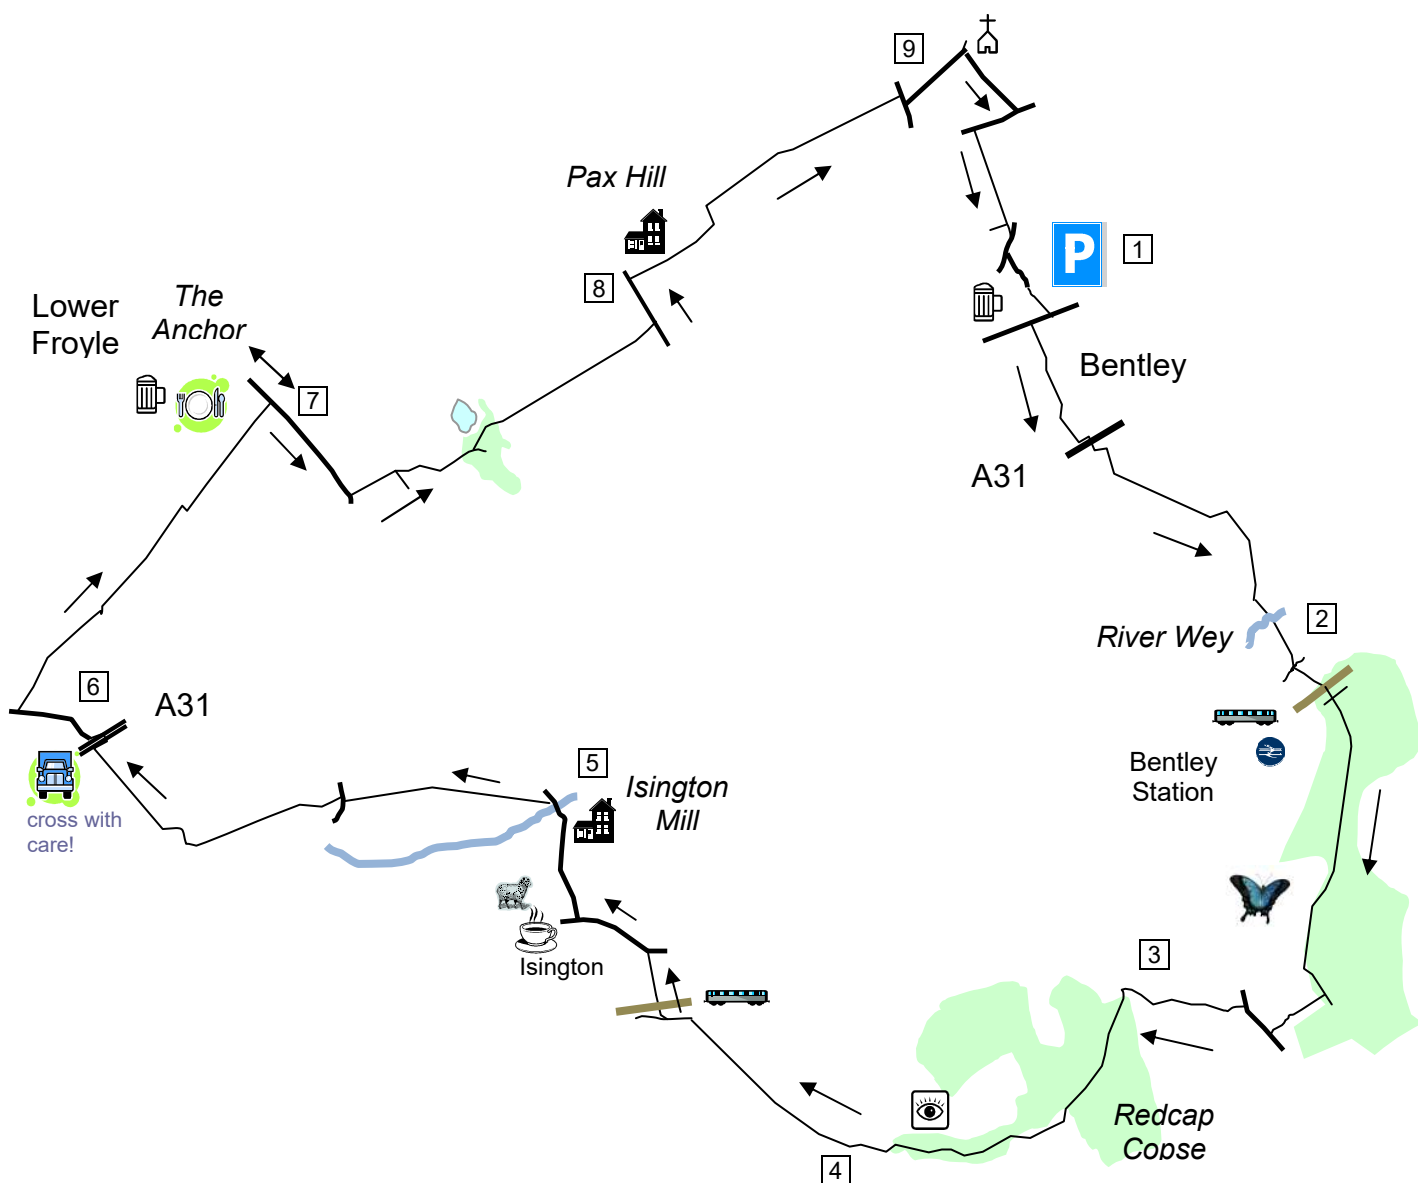 9
Pax Hill
P
1
8
Lower
Froyle
The
Anchor
7
Bentley
A31
2
River Wey
6
A31
Bentley
Station
5
Isington
Mill
cross with
care!
3
Isington
Redcap
Copse
4